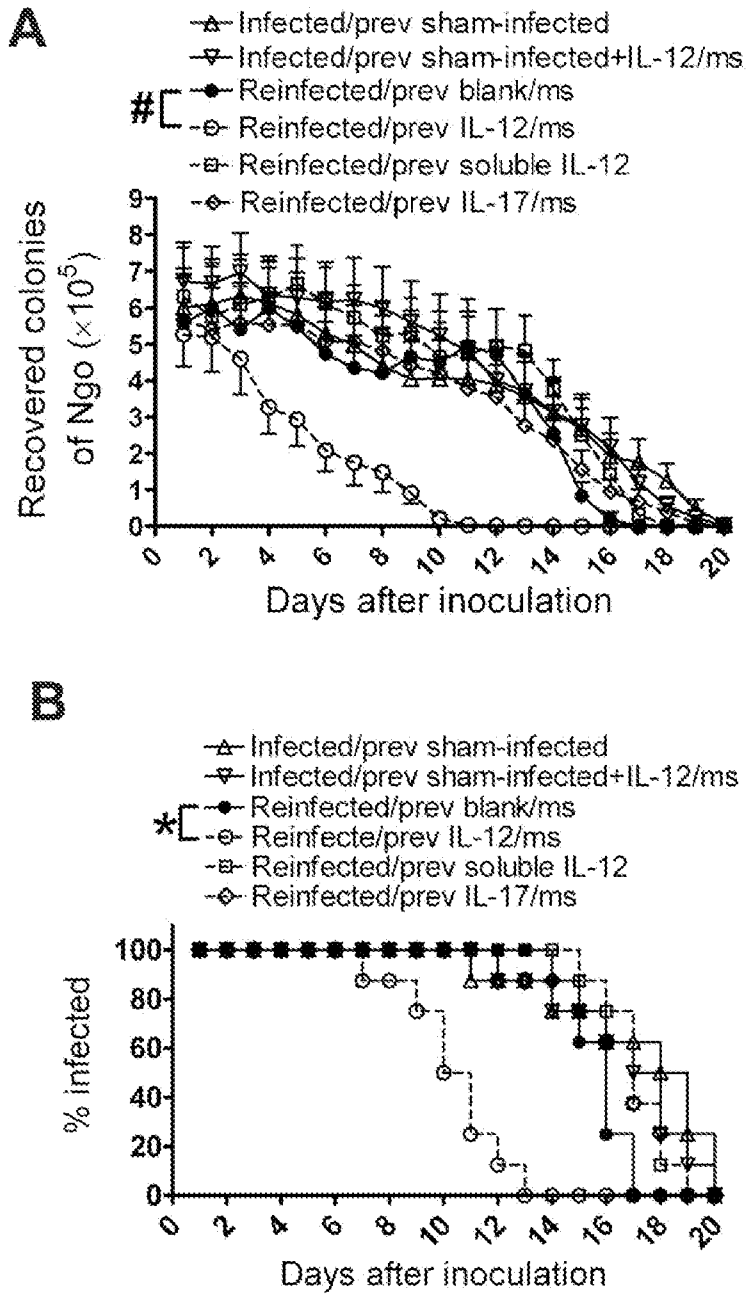 A
Infected/prev sham-infected
Infected/prev sham-infected+IL-12/ms
# Reinfected/prev blank/ms
Reinfected/prev IL-12/ms
Reinfected/prev soluble IL-12
Reinfected/prev IL-17/ms
Recovered colonies
of Ngo (×10⁵)
9
8
7
6
5
4
3
2
1
0
0 2 4 6 8 10 12 14 16 18 20
Days after inoculation
B
Infected/prev sham-infected
Infected/prev sham-infected+IL-12/ms
* Reinfected/prev blank/ms
Reinfecte/prev IL-12/ms
Reinfected/prev soluble IL-12
Reinfected/prev IL-17/ms
% infected
100
80
60
40
20
0
0 2 4 6 8 10 12 14 16 18 20
Days after inoculation